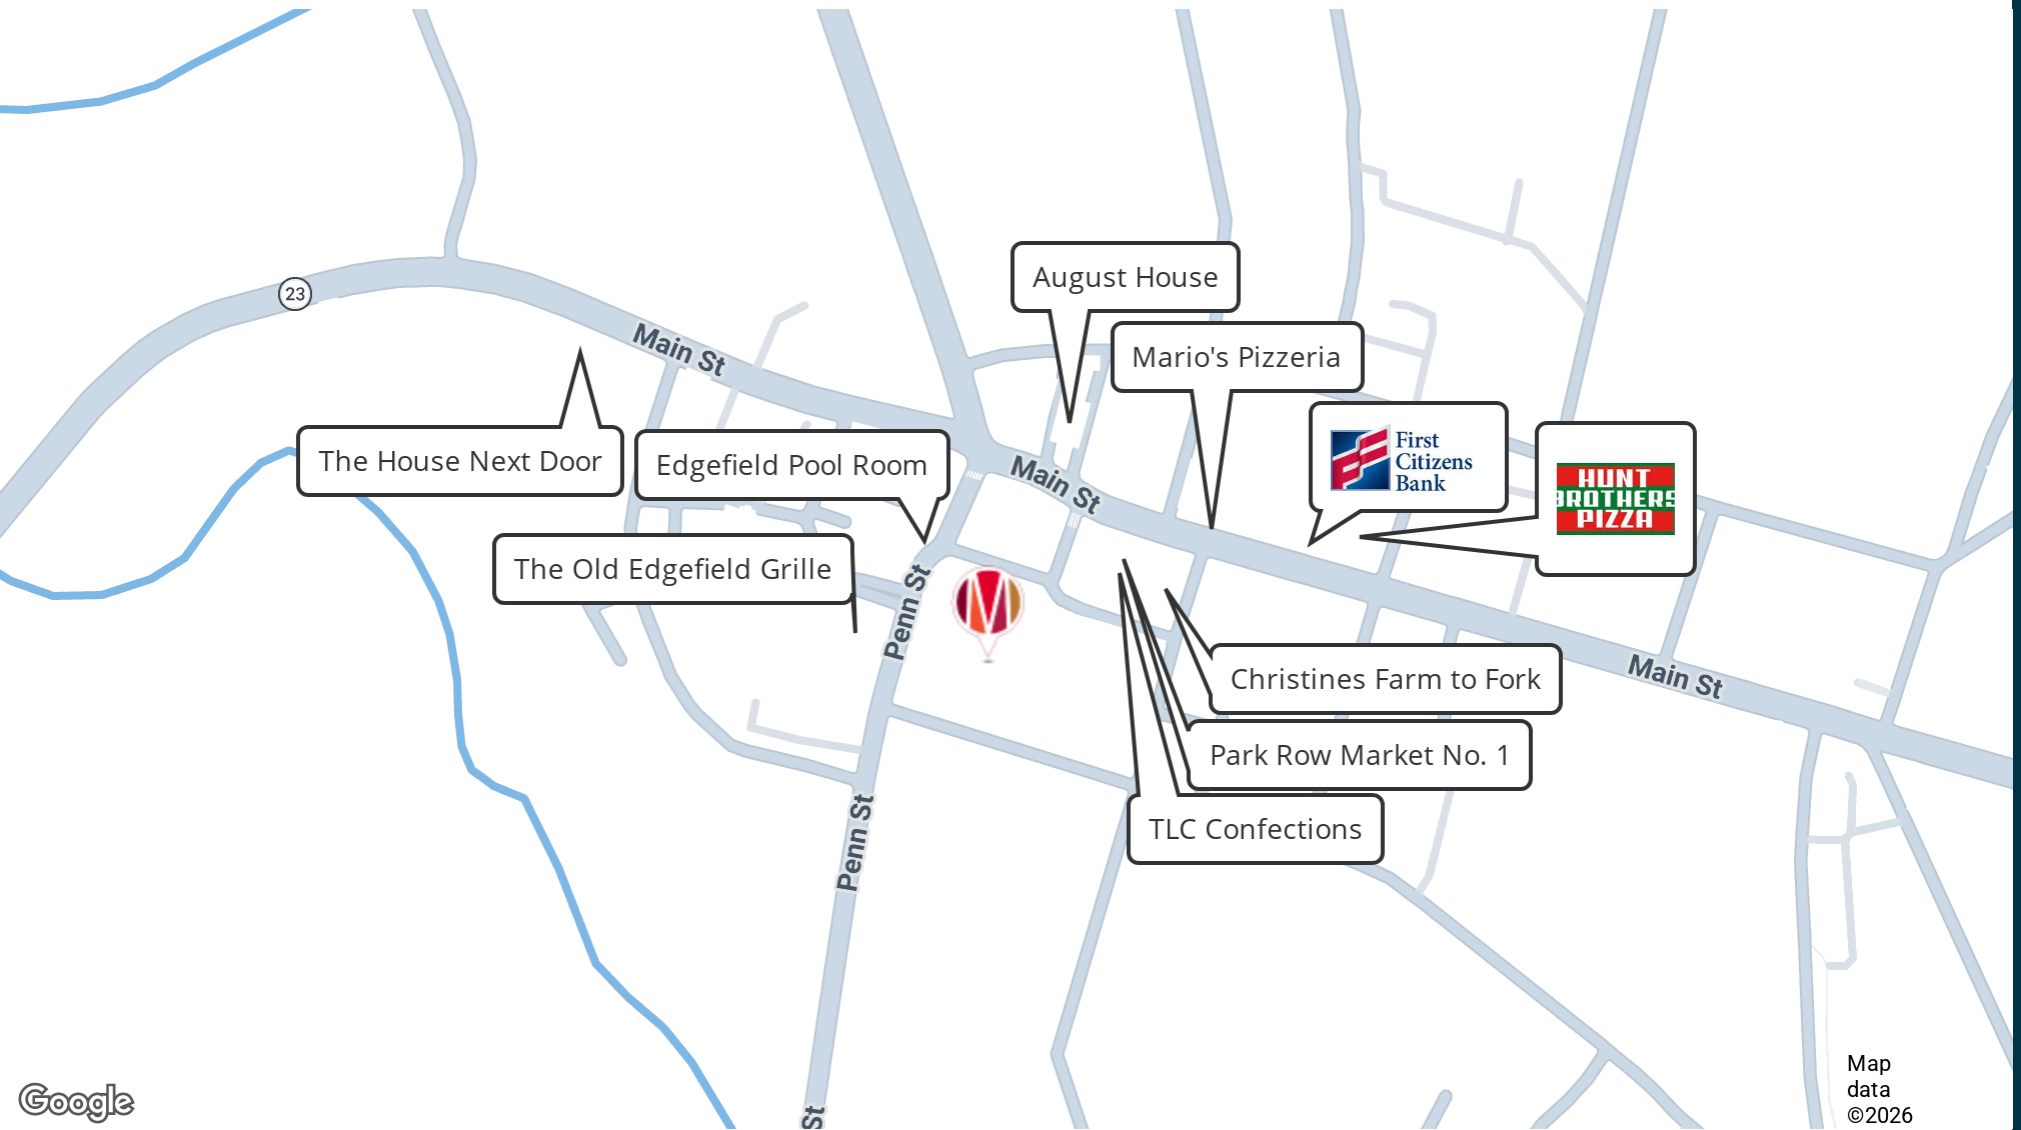 August House
23
Main St
Mario's Pizzeria
First
Citizens
Bank
The House Next Door
Edgefield Pool Room
Main St
HUNT
BROTHERS
PIZZA
The Old Edgefield Grille
Penn St
M
Christines Farm to Fork
Main St
Park Row Market No. 1
TLC Confections
Penn St
Map
data
©2026
Google
St